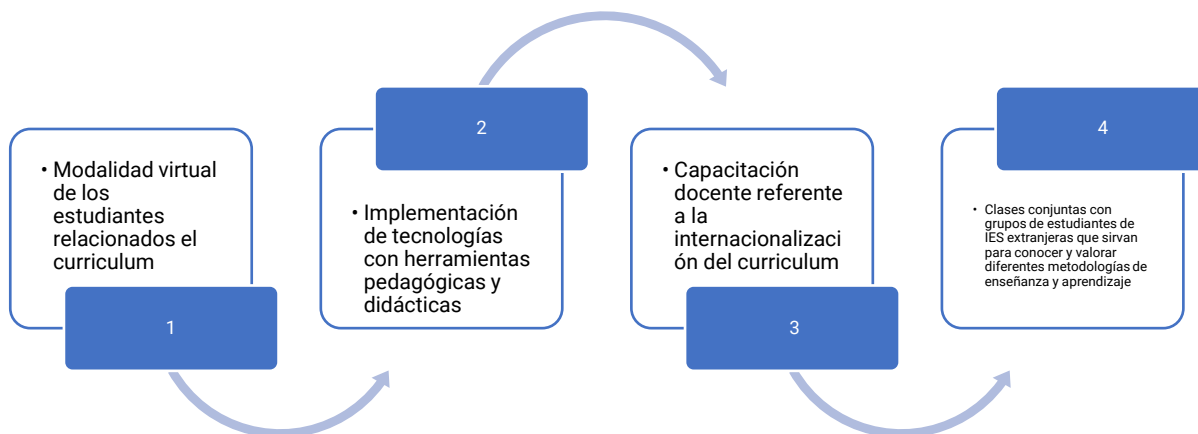 • Modalidad virtual
de los
estudiantes
relacionados el
curriculum
1
2
• Implementación
de tecnologías
con herramientas
pedagógicas y
didácticas
• Capacitación
docente referente
a la
internacionalizaci
ón del curriculum
3
4
• Clases conjuntas con
grupos de estudiantes de
IES extranjeras que sirvan
para conocer y valorar
diferentes metodologías de
enseñanza y aprendizaje